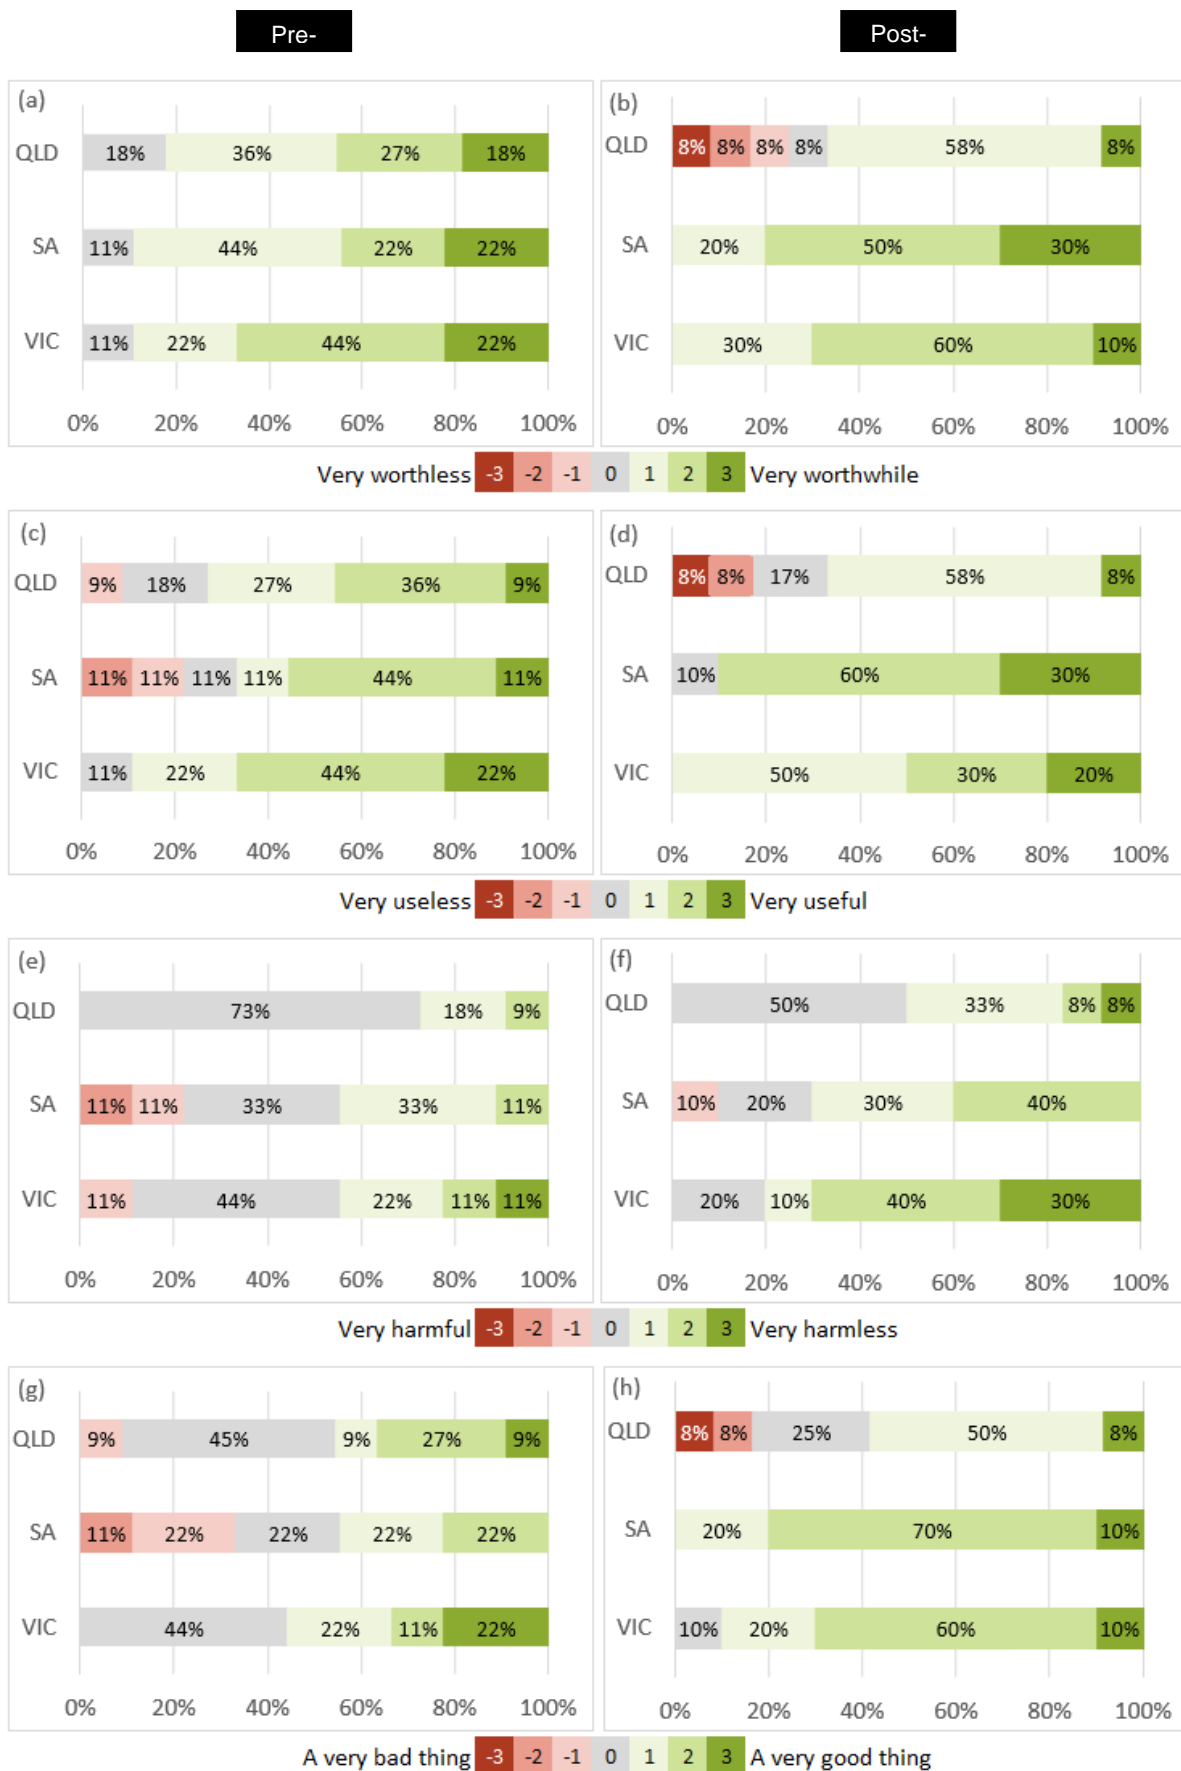 Pre- Post-
(a) (b)
QLD 18% 36% 27% 18% QLD 8% 8% 8% 8% 58% 8%
SA 11% 44% 22% 22% SA 20% 50% 30%
VIC 11% 22% 44% 22% VIC 30% 60% 10%
0% 20% 40% 60% 80% 100% 0% 20% 40% 60% 80% 100%
Very worthless -3 -2 -1 0 1 2 3 Very worthwhile
(c) (d)
QLD 9% 18% 27% 36% 9% QLD 8% 8% 17% 58% 8%
SA 11% 11% 11% 11% 44% 11% SA 10% 60% 30%
VIC 11% 22% 44% 22% VIC 50% 30% 20%
0% 20% 40% 60% 80% 100% 0% 20% 40% 60% 80% 100%
Very useless -3 -2 -1 0 1 2 3 Very useful
(e) (f)
QLD 73% 18% 9% QLD 50% 33% 8% 8%
SA 11% 11% 33% 33% 11% SA 10% 20% 30% 40%
VIC 11% 44% 22% 11% 11% VIC 20% 10% 40% 30%
0% 20% 40% 60% 80% 100% 0% 20% 40% 60% 80% 100%
Very harmful -3 -2 -1 0 1 2 3 Very harmless
(g) (h)
QLD 9% 45% 9% 27% 9% QLD 8% 8% 25% 50% 8%
SA 11% 22% 22% 22% 22% SA 20% 70% 10%
VIC 44% 22% 11% 22% VIC 10% 20% 60% 10%
0% 20% 40% 60% 80% 100% 0% 20% 40% 60% 80% 100%
A very bad thing -3 -2 -1 0 1 2 3 A very good thing